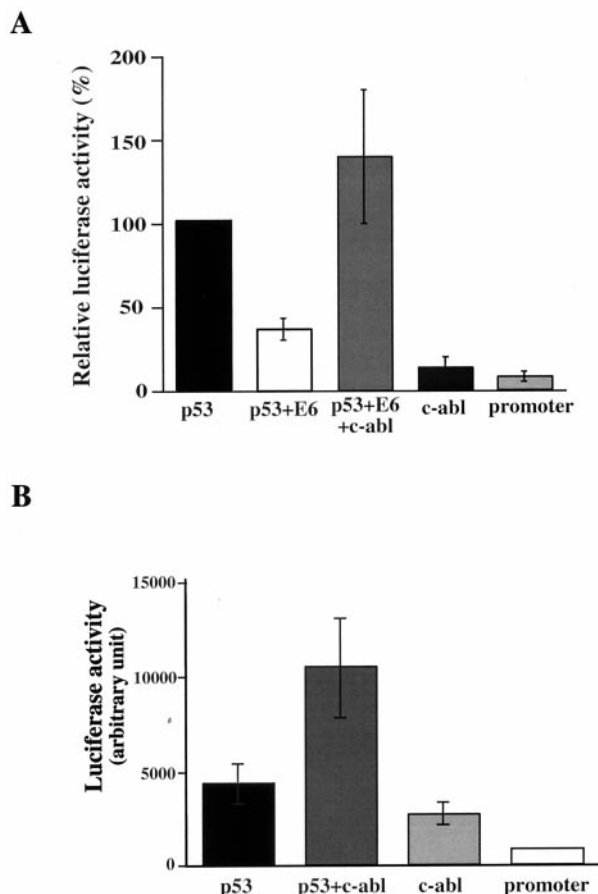 A
Relative luciferase activity (%)
200
150
100
50
0
p53
p53+E6
p53+E6
+c-abl
c-abl
promoter
B
Luciferase activity
(arbitrary unit)
15000
10000
5000
0
p53
p53+c-abl
c-abl
promoter